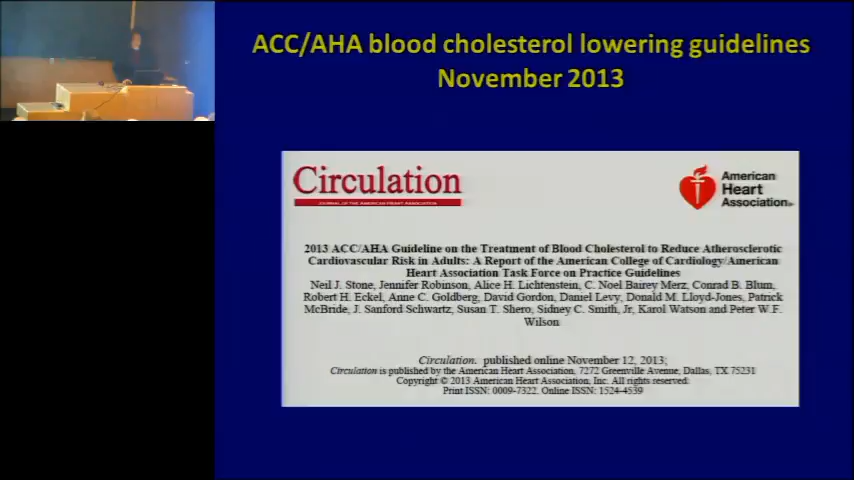 ACC/AHA blood cholesterol lowering guidelines
November 2013
Circulation
JOURNAL OF THE AMERICAN HEART ASSOCIATION
American
Heart
Association
2013 ACC/AHA Guideline on the Treatment of Blood Cholesterol to Reduce Atherosclerotic
Cardiovascular Risk in Adults: A Report of the American College of Cardiology/American
Heart Association Task Force on Practice Guidelines
Neil J. Stone, Jennifer Robinson, Alice H. Lichtenstein, C. Noel Bairey Merz, Conrad B. Blum,
Robert H. Eckel, Anne C. Goldberg, David Gordon, Daniel Levy, Donald M. Lloyd-Jones, Patrick
McBride, J. Sanford Schwartz, Susan T. Shero, Sidney C. Smith, Jr, Karol Watson and Peter W.F.
Wilson
Circulation. published online November 12, 2013;
Circulation is published by the American Heart Association, 7272 Greenville Avenue, Dallas, TX 75231
Copyright © 2013 American Heart Association, Inc. All rights reserved.
Print ISSN: 0009-7322. Online ISSN: 1524-4539